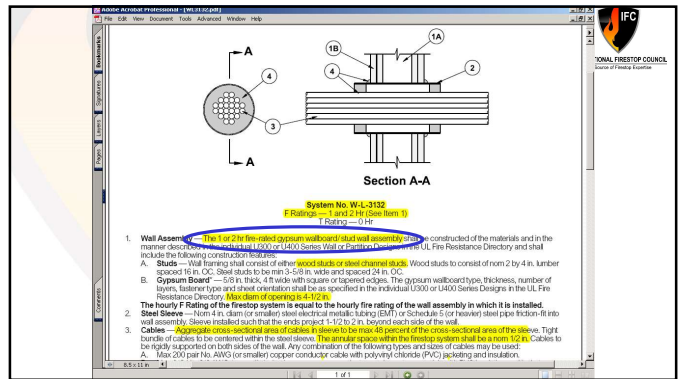 Adobe Acrobat Professional - [WL3132.pdf]
File Edit View Document Tools Advanced Window Help
IFC
TIONAL FIRESTOP COUNCIL
Source of Firestop Expertise
Bookmarks
Signatures
Layers
Pages
Comments
A
1B
1A
4
4
2
3
A
Section A-A
System No. W-L-3132
F Ratings — 1 and 2 Hr (See Item 1)
T Rating — 0 Hr
1. Wall Assembly — The 1 or 2 hr fire-rated gypsum wallboard/ stud wall assembly shall be constructed of the materials and in the
manner described in the individual U300 or U400 Series Wall or Partition Designs in the UL Fire Resistance Directory and shall
include the following construction features:
A. Studs — Wall framing shall consist of either wood studs or steel channel studs. Wood studs to consist of nom 2 by 4 in. lumber
spaced 16 in. OC. Steel studs to be min 3-5/8 in. wide and spaced 24 in. OC.
B. Gypsum Board* — 5/8 in. thick, 4 ft wide with square or tapered edges. The gypsum wallboard type, thickness, number of
layers, fastener type and sheet orientation shall be as specified in the individual U300 or U400 Series Designs in the UL Fire
Resistance Directory. Max diam of opening is 4-1/2 in.
The hourly F Rating of the firestop system is equal to the hourly fire rating of the wall assembly in which it is installed.
2. Steel Sleeve — Nom 4 in. diam (or smaller) steel electrical metallic tubing (EMT) or Schedule 5 (or heavier) steel pipe friction-fit into
wall assembly. Sleeve installed such that the ends project 1-1/2 to 2 in. beyond each side of the wall.
3. Cables — Aggregate cross-sectional area of cables in sleeve to be max 48 percent of the cross-sectional area of the sleeve. Tight
bundle of cables to be centered within the steel sleeve. The annular space within the firestop system shall be a nom 1/2 in. Cables to
be rigidly supported on both sides of the wall. Any combination of the following types and sizes of cables may be used:
A. Max 200 pair No. AWG (or smaller) copper conductor cable with polyvinyl chloride (PVC) jacketing and insulation.
8.5 x 11 in
1 of 1